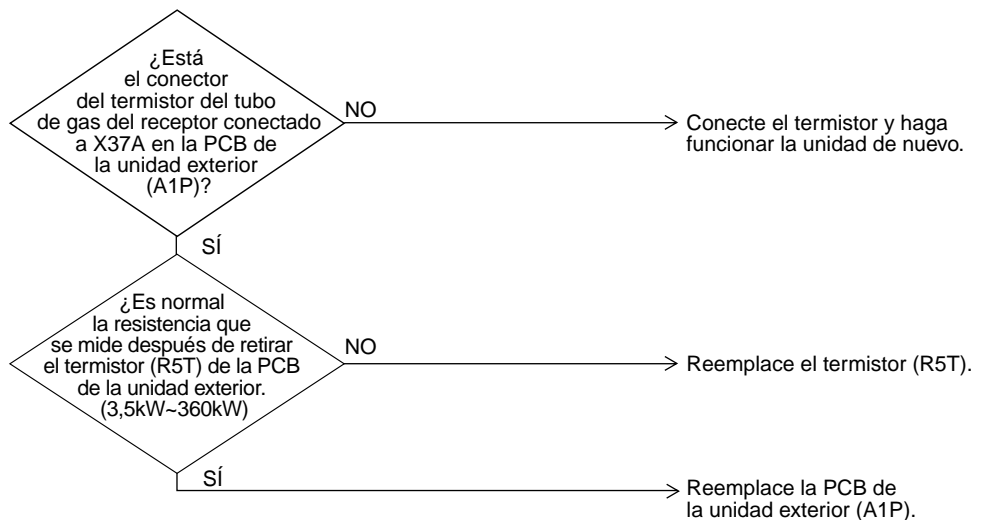 ¿Está
el conector
del termistor del tubo
de gas del receptor conectado
a X37A en la PCB de
la unidad exterior
(A1P)?
NO
Conecte el termistor y haga
funcionar la unidad de nuevo.
SÍ
¿Es normal
la resistencia que
se mide después de retirar
el termistor (R5T) de la PCB
de la unidad exterior.
(3,5kW~360kW)
NO
Reemplace el termistor (R5T).
SÍ
Reemplace la PCB de
la unidad exterior (A1P).